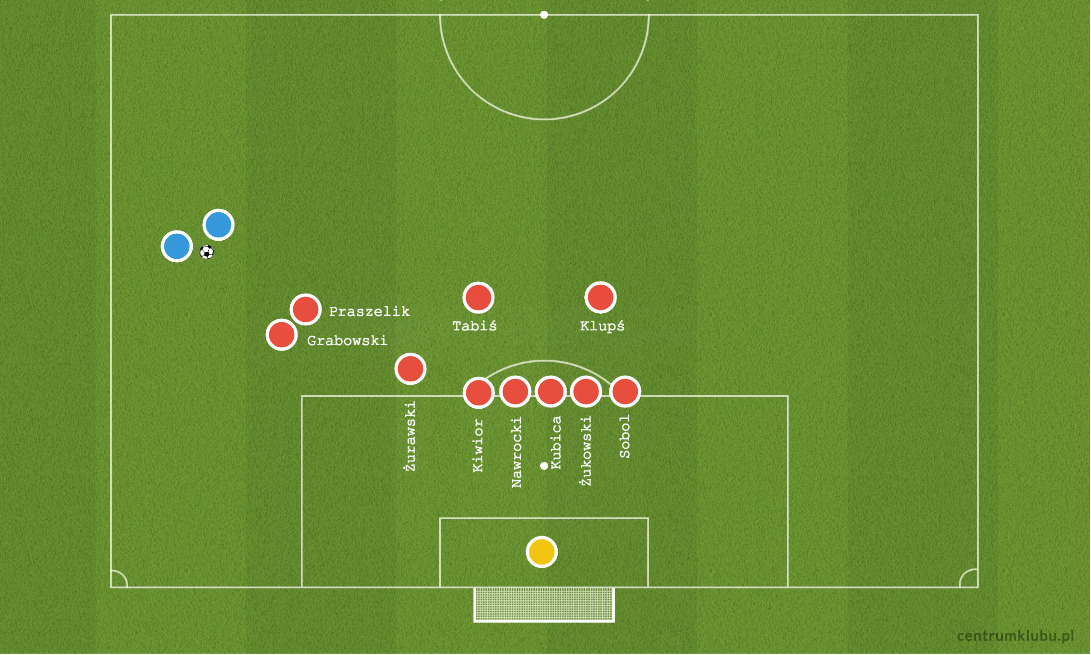 Praszelik
Grabowski
Tabiś
Klupś
Żurawski
Kiwior
Nawrocki
Kubica
Żukowski
Sobol
centrumklubu.pl